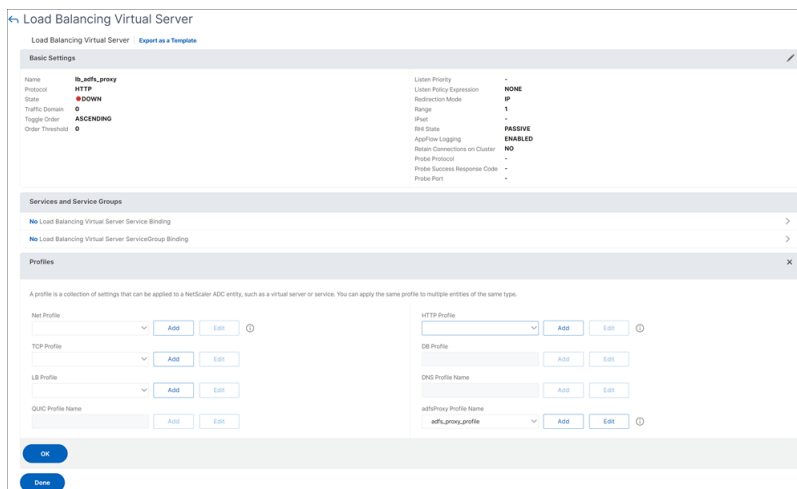 Load Balancing Virtual Server
Load Balancing Virtual Server | Export as a Template
Basic Settings
Name lb_adfs_proxy
Protocol HTTP
State DOWN
Traffic Domain 0
Toggle Order ASCENDING
Order Threshold 0
Listen Priority -
Listen Policy Expression NONE
Redirection Mode IP
Range 1
IPset -
RHI State PASSIVE
AppFlow Logging ENABLED
Retain Connections on Cluster NO
Probe Protocol -
Probe Success Response Code -
Probe Port -
Services and Service Groups
No Load Balancing Virtual Server Service Binding
No Load Balancing Virtual Server ServiceGroup Binding
Profiles
A profile is a collection of settings that can be applied to a NetScaler ADC entity, such as a virtual server or service. You can apply the same profile to multiple entities of the same type.
Net Profile
Add Edit
HTTP Profile
Add Edit
TCP Profile
Add Edit
DB Profile
Add Edit
LB Profile
Add Edit
DNS Profile Name
Add Edit
QUIC Profile Name
Add Edit
adfsProxy Profile Name
adfs_proxy_profile Add Edit
OK
Done